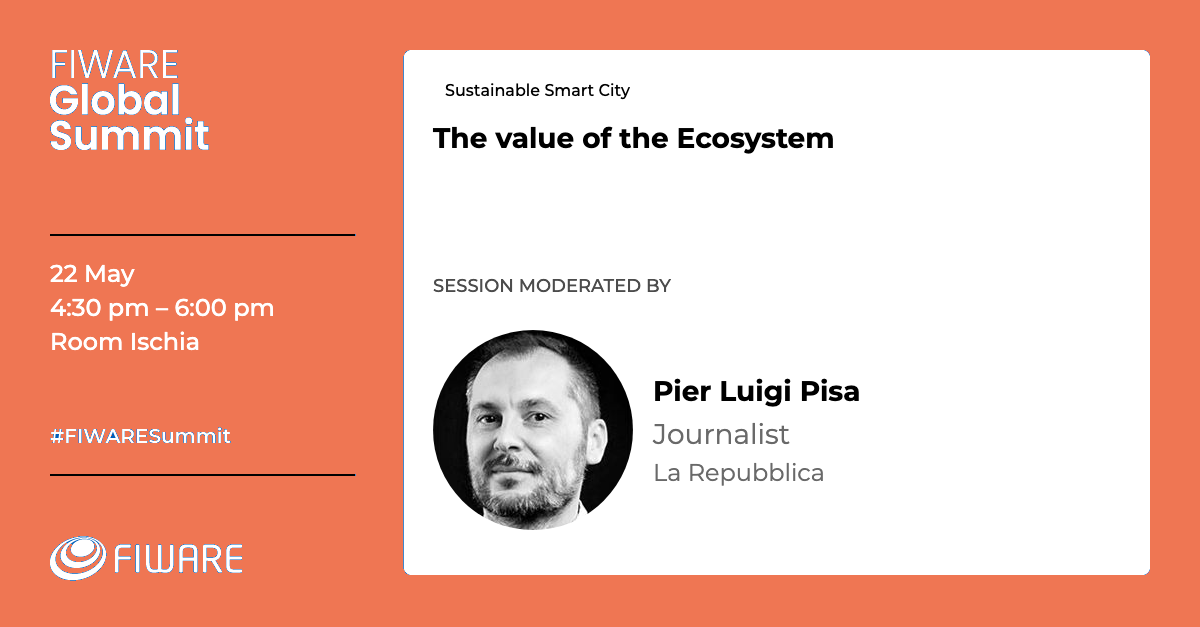 FIWARE
Global
Summit
22 May
4:30 pm – 6:00 pm
Room Ischia
#FIWARESummit
FIWARE
Sustainable Smart City
The value of the Ecosystem
SESSION MODERATED BY
Pier Luigi Pisa
Journalist
La Repubblica